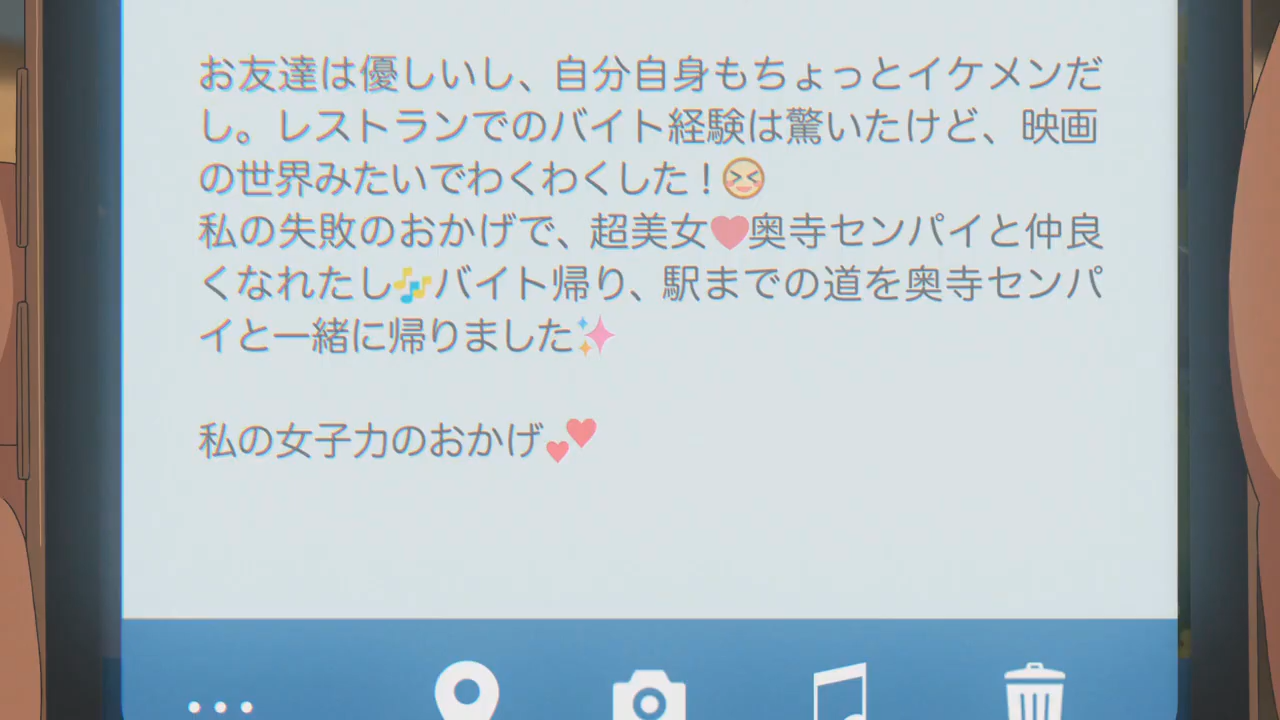 お友達は優しいし、自分自身もちょっとイケメンだ
し。レストランでのバイト経験は驚いたけど、映画
の世界みたいでわくわくした！😆
私の失敗のおかげで、超美女❤奥寺センパイと仲良
くなれたし🎶バイト帰り、駅までの道を奥寺センパ
イと一緒に帰りました✨
私の女子力のおかげ💕